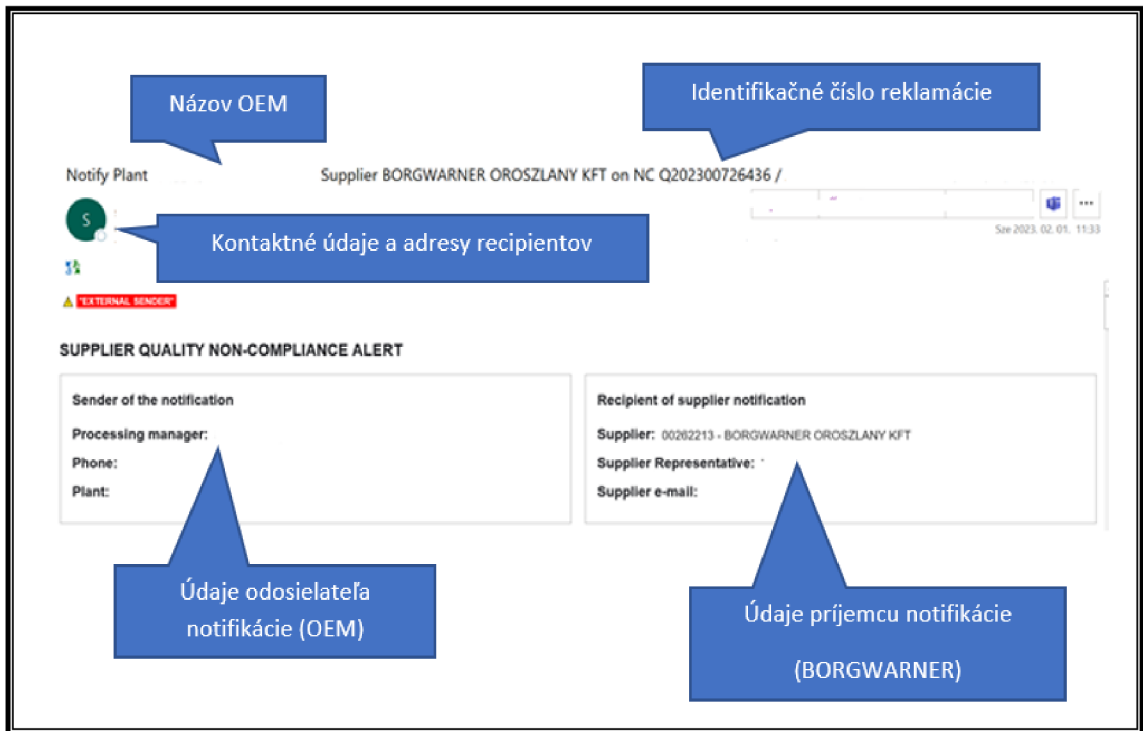 Názov OEM
Identifikačné číslo reklamácie
Notify Plant Supplier BORGWARNER OROSZLANY KFT on NC Q202300726436 /
S
Kontaktné údaje a adresy recipientov
Sze 2023. 02. 01. 11:33
"EXTERNAL SENDER"
SUPPLIER QUALITY NON-COMPLIANCE ALERT
Sender of the notification
Processing manager:
Phone:
Plant:
Recipient of supplier notification
Supplier: 00262213 - BORGWARNER OROSZLANY KFT
Supplier Representative:
Supplier e-mail:
Údaje odosielateľa
notifikácie (OEM)
Údaje príjemcu notifikácie
(BORGWARNER)